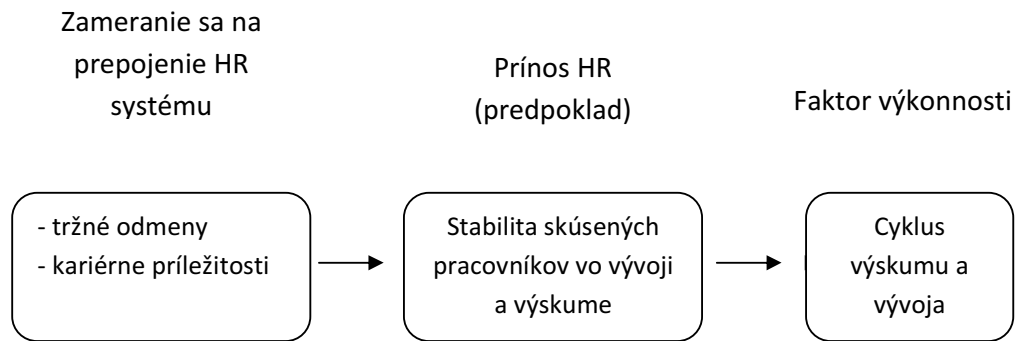 Zameranie sa na
prepojenie HR
systému
Prínos HR
(predpoklad)
Faktor výkonnosti
- tržné odmeny
- kariérne príležitosti
Stabilita skúsených
pracovníkov vo vývoji
a výskume
Cyklus
výskumu a
vývoja